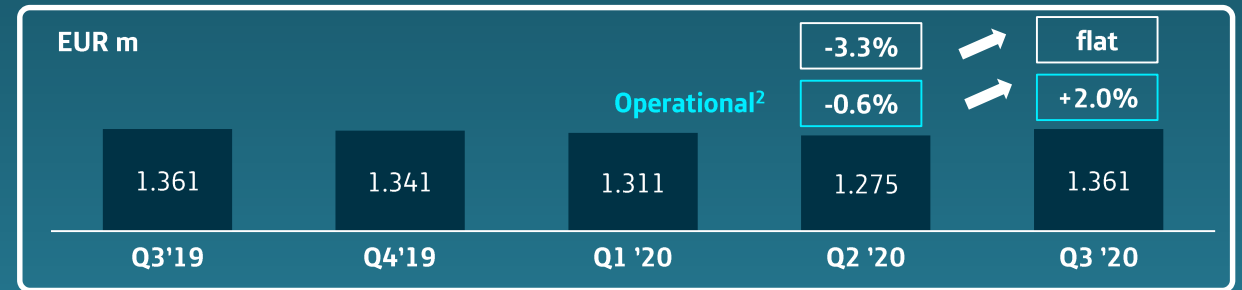 EUR m
-3.3%
flat
Operational²
-0.6%
+2.0%
1.361
1.341
1.311
1.275
1.361
Q3’19
Q4’19
Q1 ’20
Q2 ’20
Q3 ’20